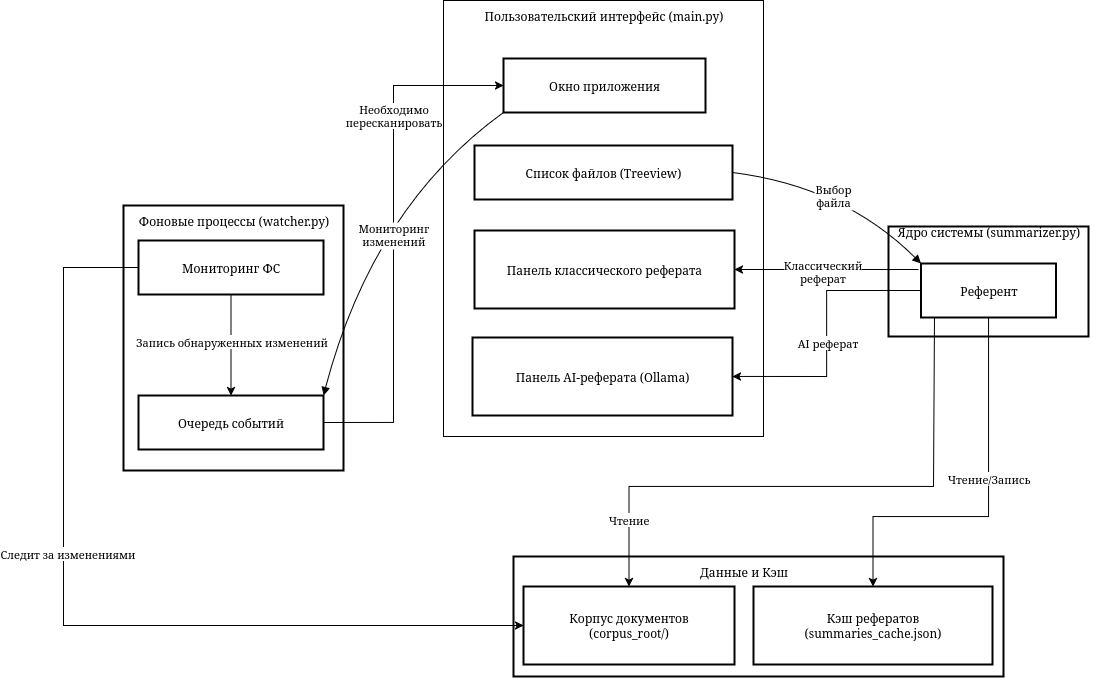 Пользовательский интерфейс (main.py)
Окно приложения
Необходимо
пересканировать
Список файлов (Treeview)
Выбор
файла
Фоновые процессы (watcher.py)
Мониторинг
изменений
Ядро системы (summarizer.py)
Мониторинг ФС
Панель классического реферата
Классический
реферат
Референт
Запись обнаруженных изменений
AI реферат
Панель AI-реферата (Ollama)
Очередь событий
Чтение/Запись
Чтение
Следит за изменениями
Данные и Кэш
Корпус документов
(corpus_root/)
Кэш рефератов
(summaries_cache.json)